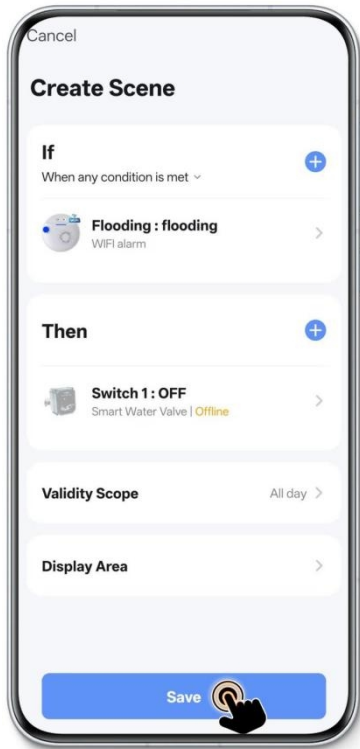 Cancel
Create Scene
If
When any condition is met
Flooding : flooding
WIFI alarm
Then
Switch 1 : OFF
Smart Water Valve | Offline
Validity Scope
All day
Display Area
Save